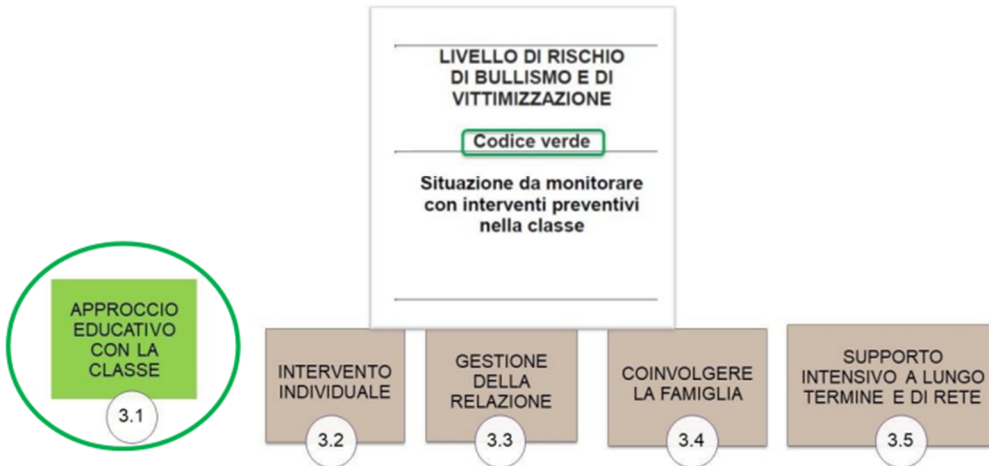 LIVELLO DI RISCHIO
DI BULLISMO E DI
VITTIMIZZAZIONE
Codice verde
Situazione da monitorare
con interventi preventivi
nella classe
APPROCCIO
EDUCATIVO
CON LA
CLASSE
3.1
INTERVENTO
INDIVIDUALE
3.2
GESTIONE
DELLA
RELAZIONE
3.3
COINVOLGERE
LA FAMIGLIA
3.4
SUPPORTO
INTENSIVO A LUNGO
TERMINE E DI RETE
3.5